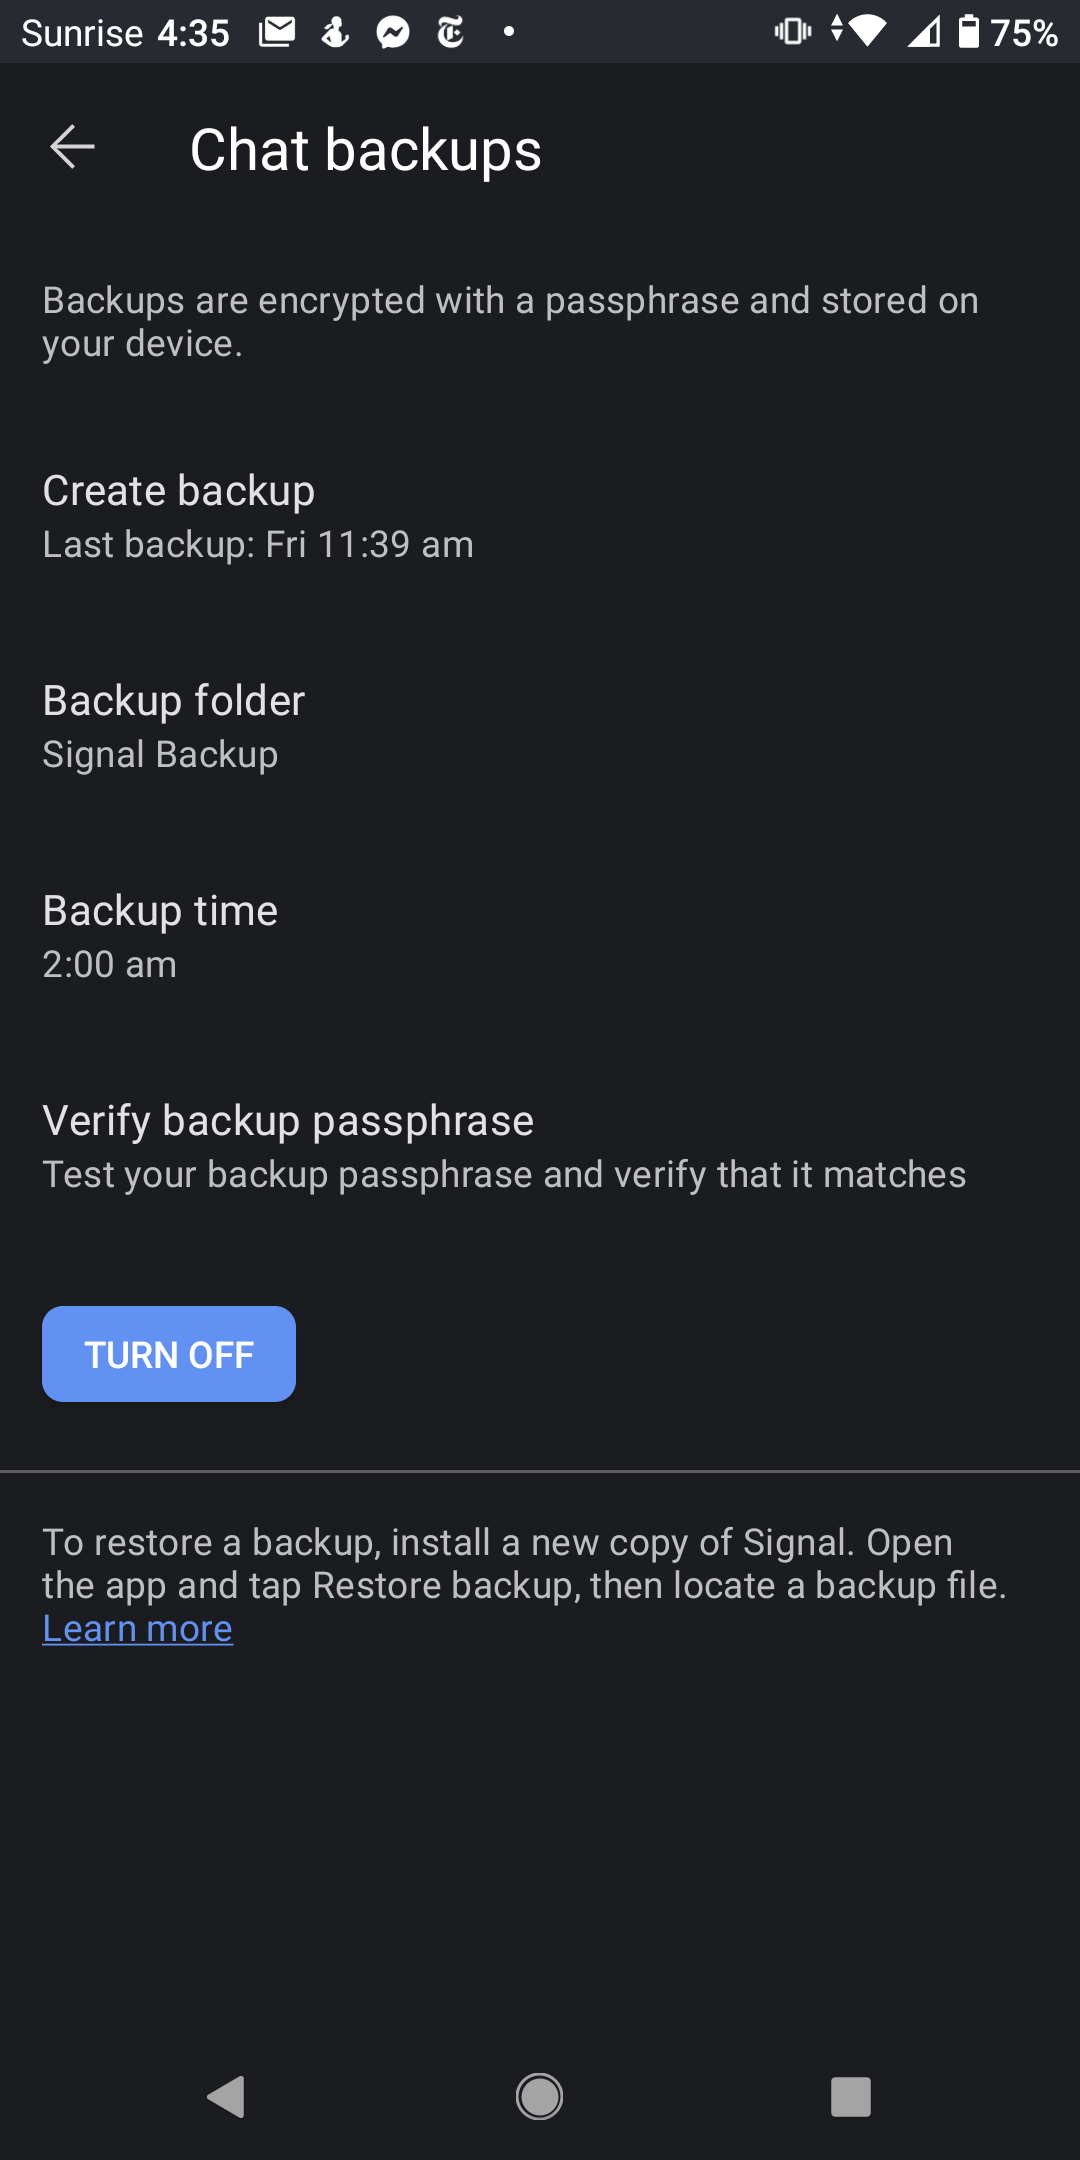 Sunrise 4:35 75%
Chat backups
Backups are encrypted with a passphrase and stored on
your device.
Create backup
Last backup: Fri 11:39 am
Backup folder
Signal Backup
Backup time
2:00 am
Verify backup passphrase
Test your backup passphrase and verify that it matches
TURN OFF
To restore a backup, install a new copy of Signal. Open
the app and tap Restore backup, then locate a backup file.
Learn more